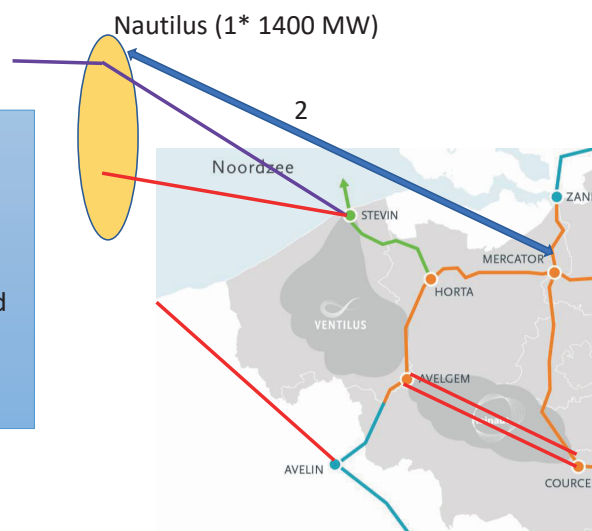 Nautilus (1* 1400 MW)
2
Noordzee
ZAN
STEVIN
MERCATOR
HORTA
d
VENTILUS
AVELGEM
AVELIN
COURCE